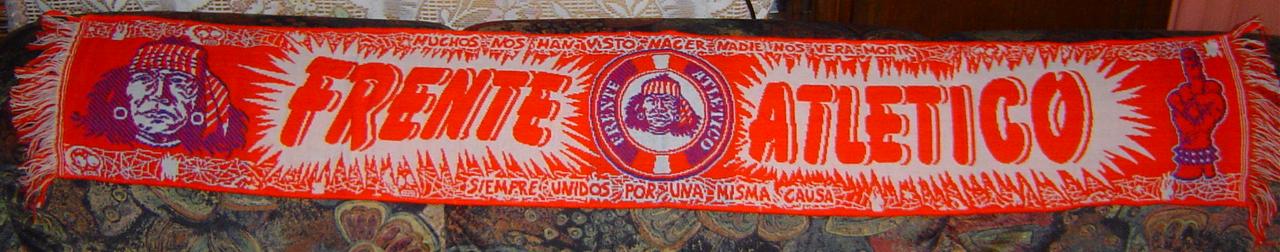 MUCHOS NOS HAN VISTO NACER NADIE NOS VERA MORIR
FRENTE
FRENTE ATLETICO
ATLETICO
SIEMPRE UNIDOS POR UNA MISMA CAUSA